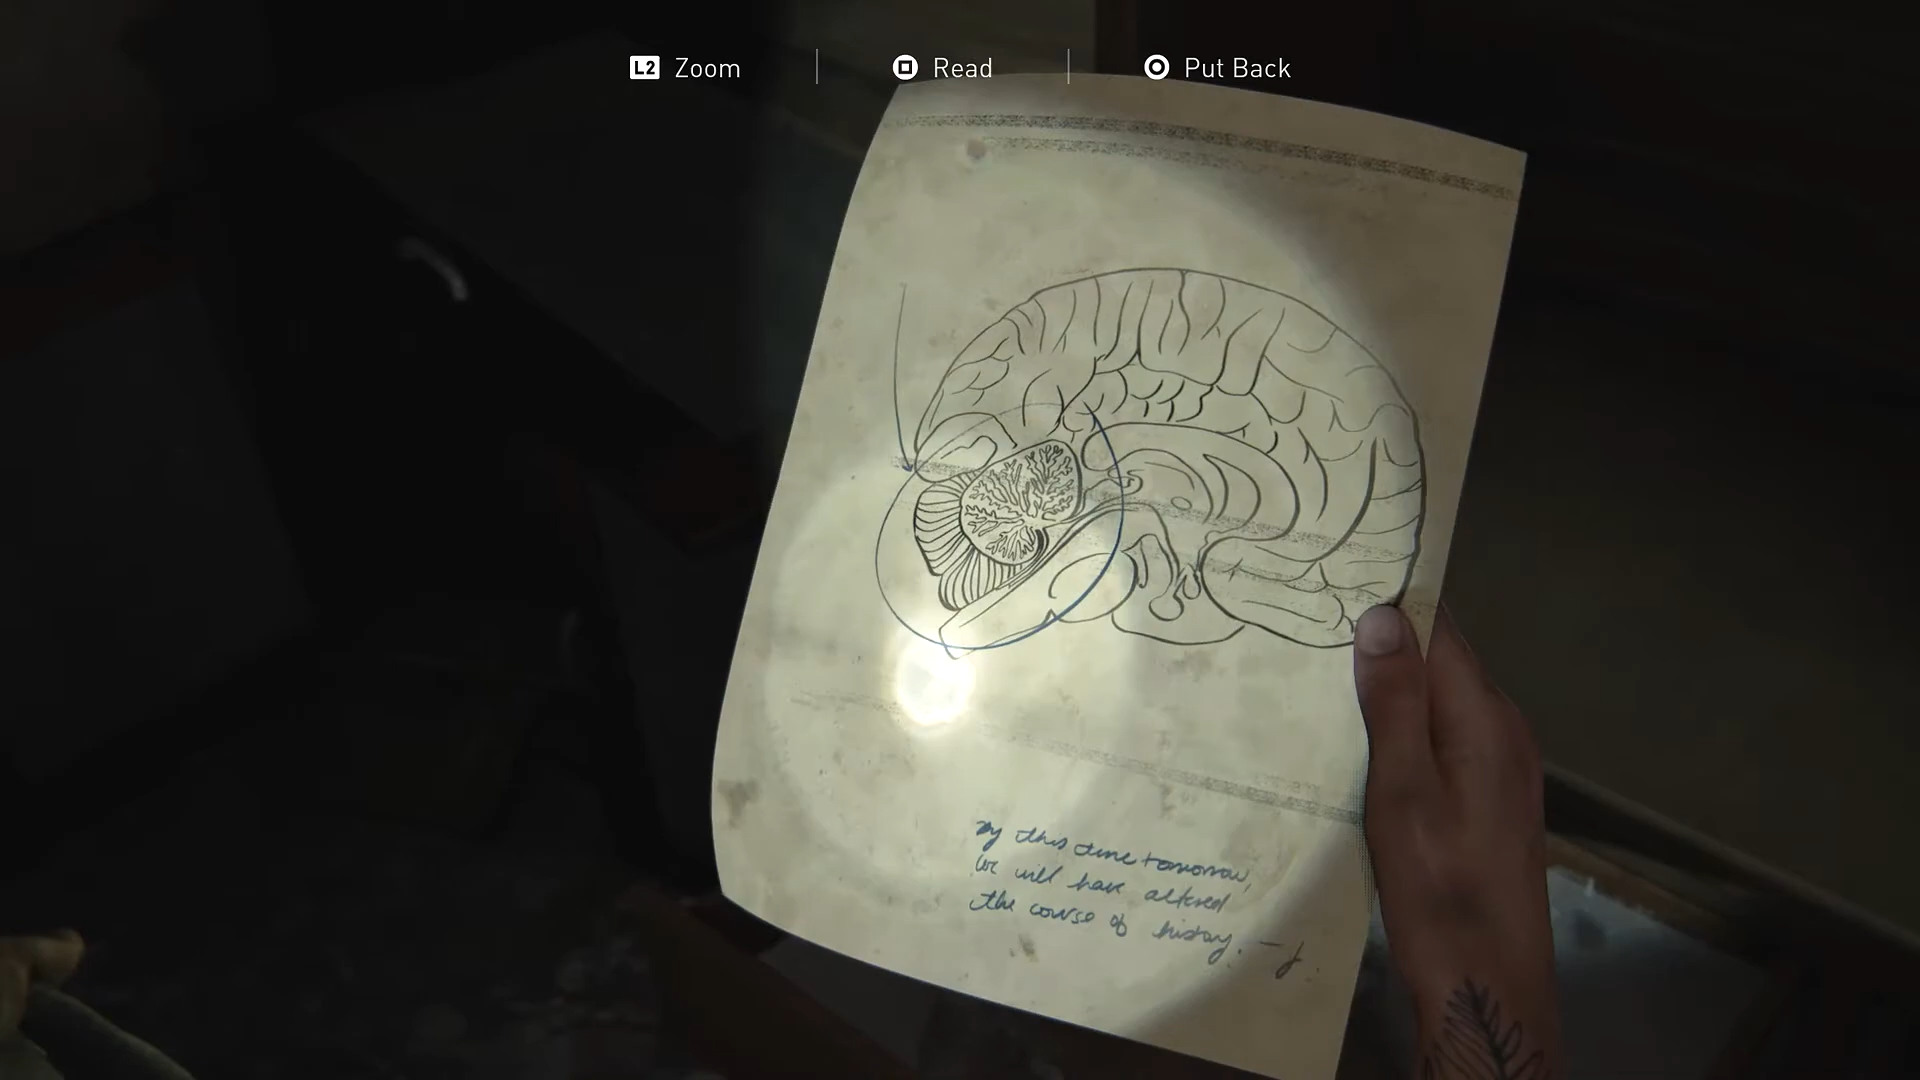 L2 Zoom Read Put Back
By this time tomorrow,
we will have altered
the course of history. - J.